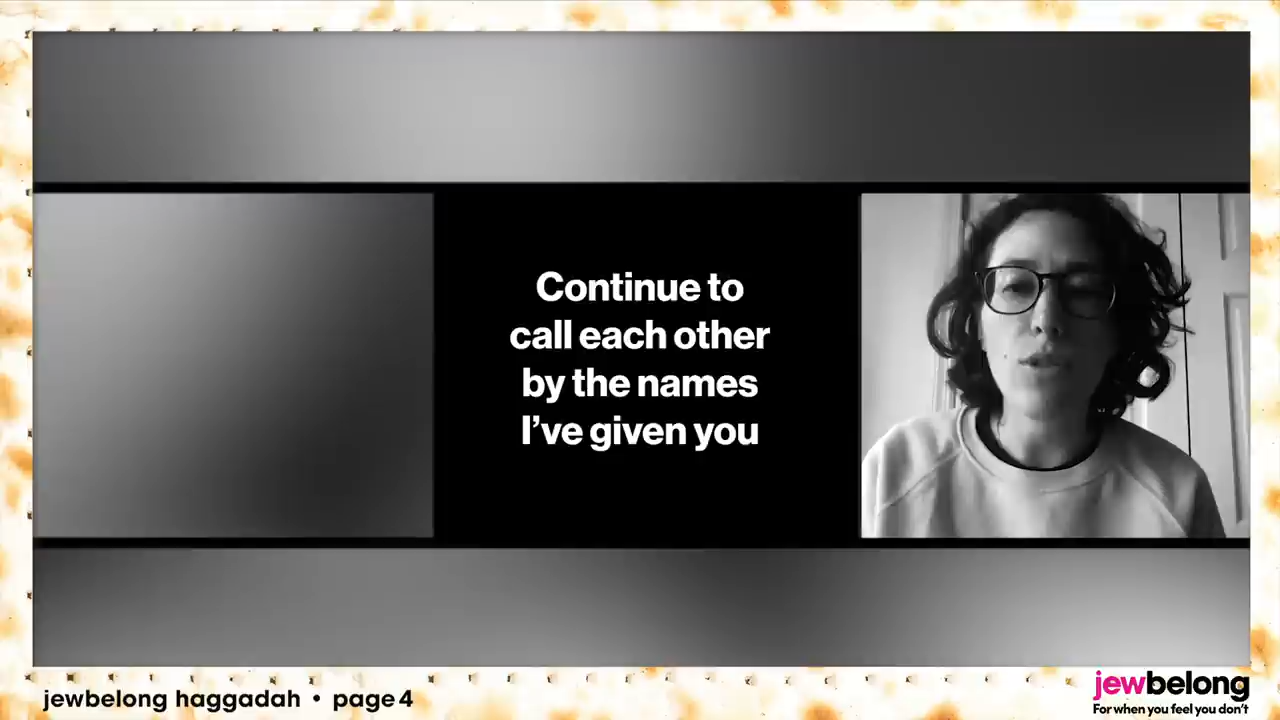 Continue to
call each other
by the names
I've given you
jewbelong haggadah • page 4
jewbelong
For when you feel you don't